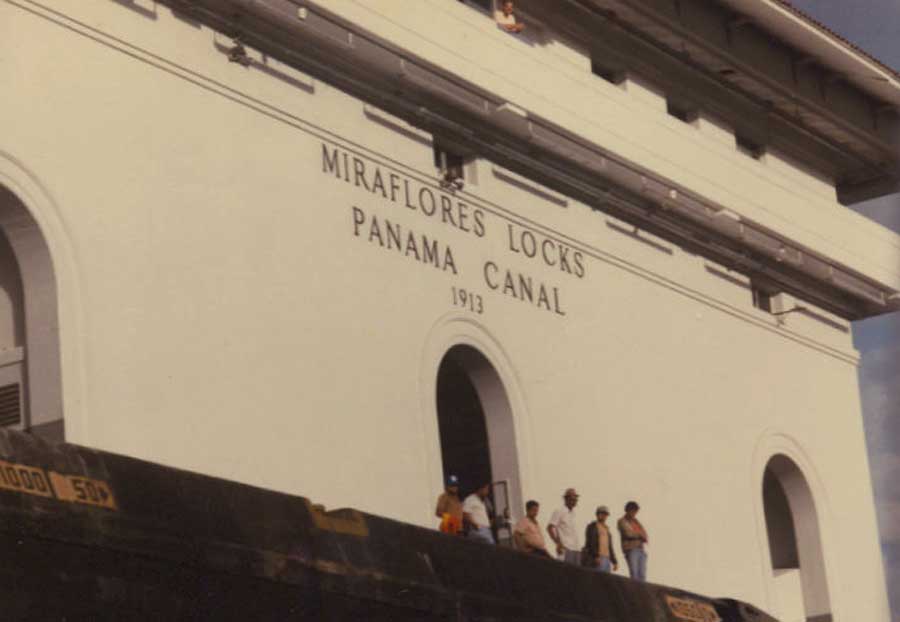 MIRAFLORES LOCKS
PANAMA CANAL
1913
1000 50